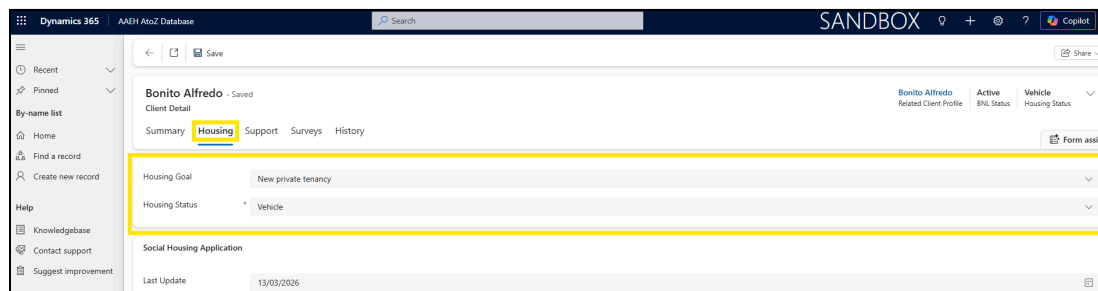 Dynamics 365 AAEH AtoZ Database Search SANDBOX ? Copilot
Save Share
Recent
Pinned
By-name list
Home
Find a record
Create new record
Help
Knowledgebase
Contact support
Suggest improvement
Bonito Alfredo - Saved
Client Detail
Bonito Alfredo Active Vehicle
Related Client Profile BNL Status Housing Status
Summary Housing Support Surveys History
Form assi
Housing Goal New private tenancy
Housing Status * Vehicle
Social Housing Application
Last Update 13/03/2026